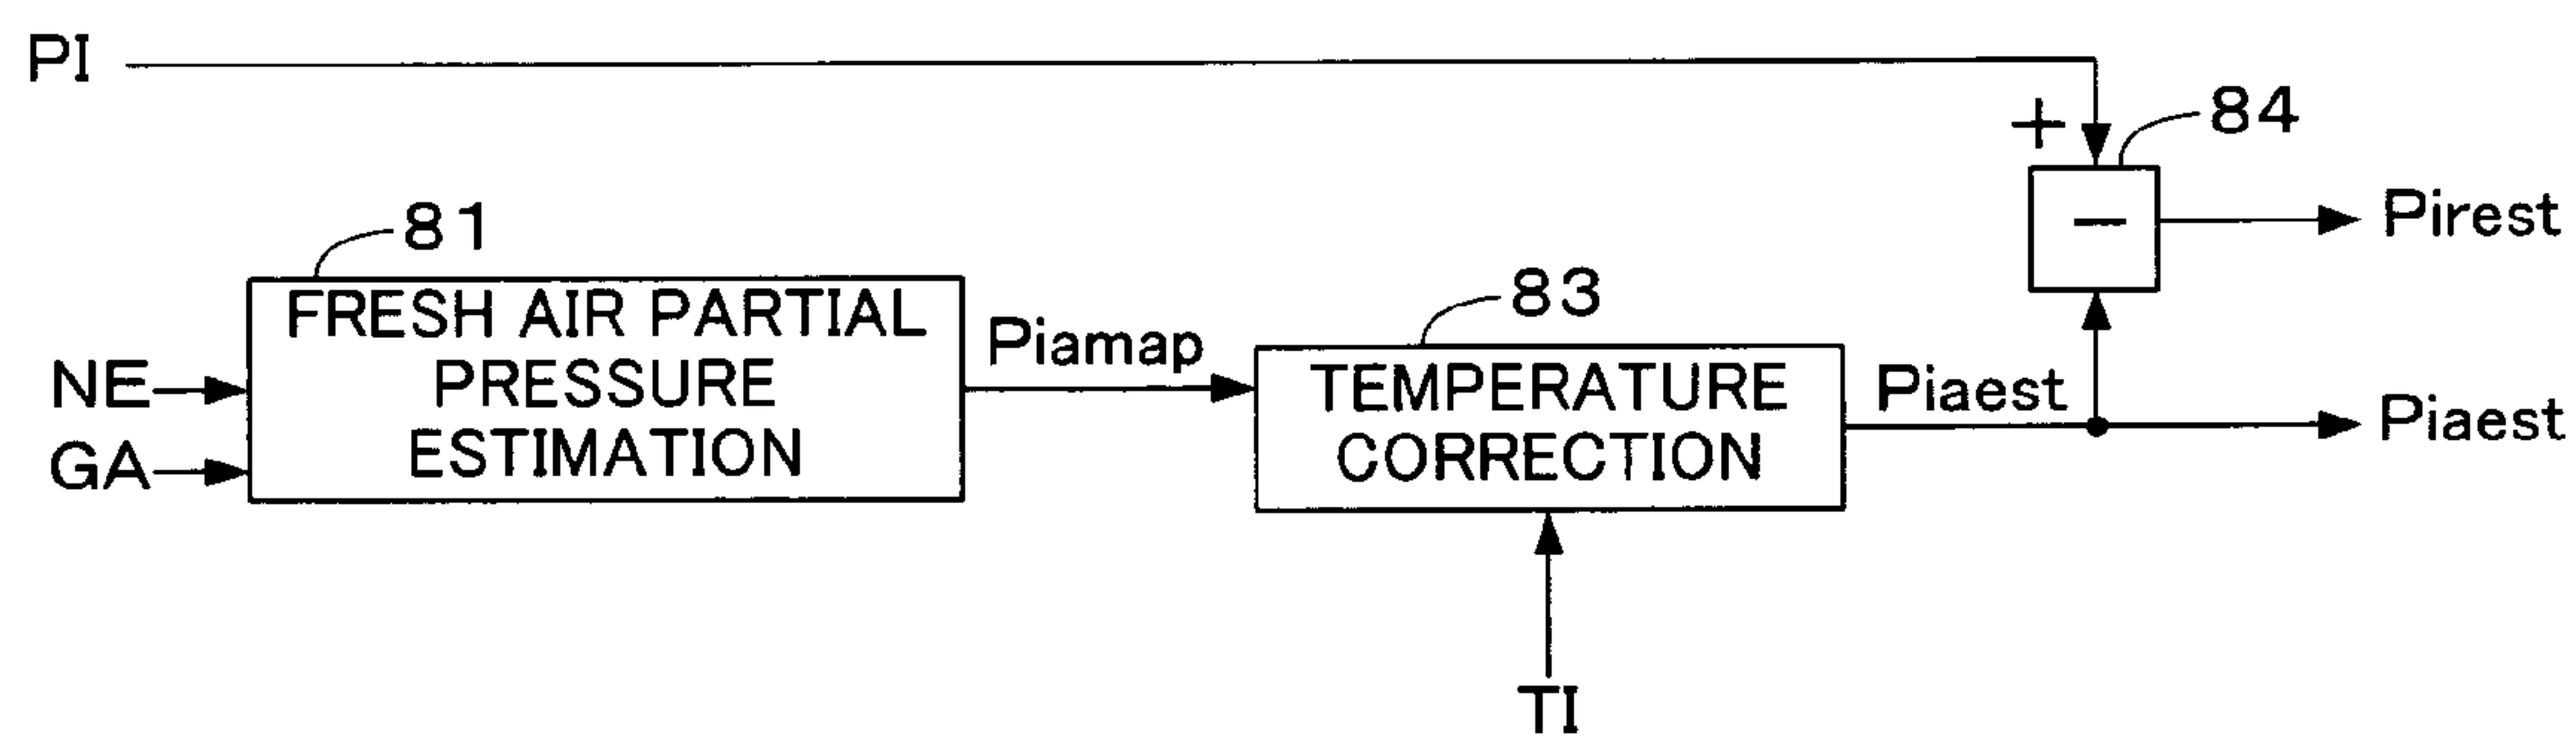 PI
+
84
−
Pirest
81
FRESH AIR PARTIAL
PRESSURE
ESTIMATION
NE
GA
Piamap
83
TEMPERATURE
CORRECTION
Piaest
Piaest
TI